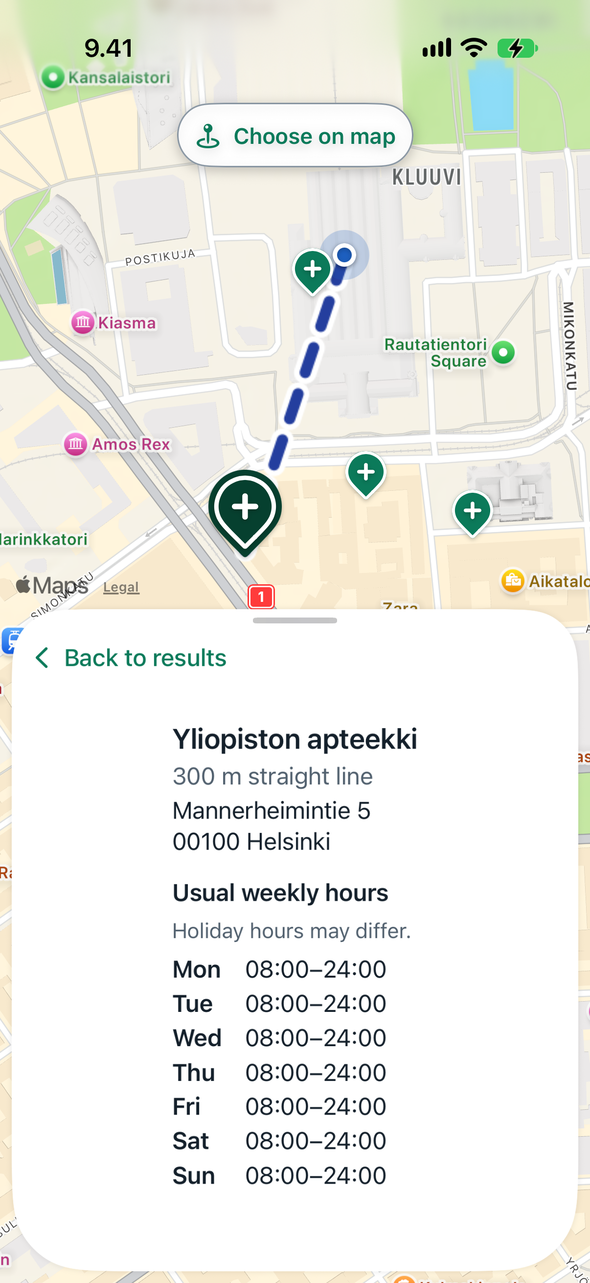 9.41
Kansalaistori
Choose on map
KLUUVI
POSTIKUJA
Kiasma
MIKONKATU
Rautatientori
Square
Amos Rex
Maps
Legal
SIMONKATU
1
Zara
Back to results
Yliopiston apteekki
300 m straight line
Mannerheimintie 5
00100 Helsinki
Usual weekly hours
Holiday hours may differ.
Mon 08:00–24:00
Tue 08:00–24:00
Wed 08:00–24:00
Thu 08:00–24:00
Fri 08:00–24:00
Sat 08:00–24:00
Sun 08:00–24:00